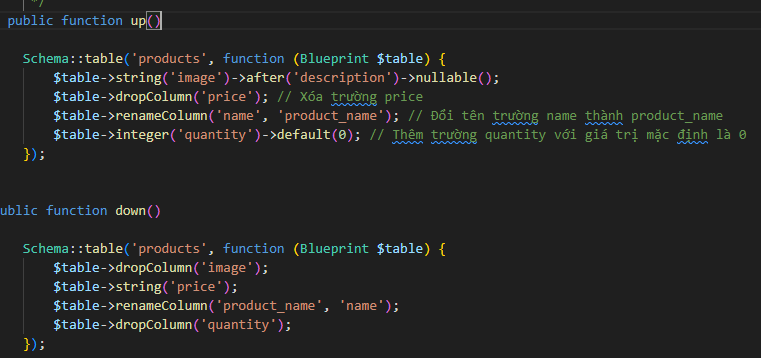 */
public function up()
Schema::table('products', function (Blueprint $table) {
$table->string('image')->after('description')->nullable();
$table->dropColumn('price'); // Xóa trường price
$table->renameColumn('name', 'product_name'); // Đổi tên trường name thành product_name
$table->integer('quantity')->default(0); // Thêm trường quantity với giá trị mặc định là 0
});
ublic function down()
Schema::table('products', function (Blueprint $table) {
$table->dropColumn('image');
$table->string('price');
$table->renameColumn('product_name', 'name');
$table->dropColumn('quantity');
});